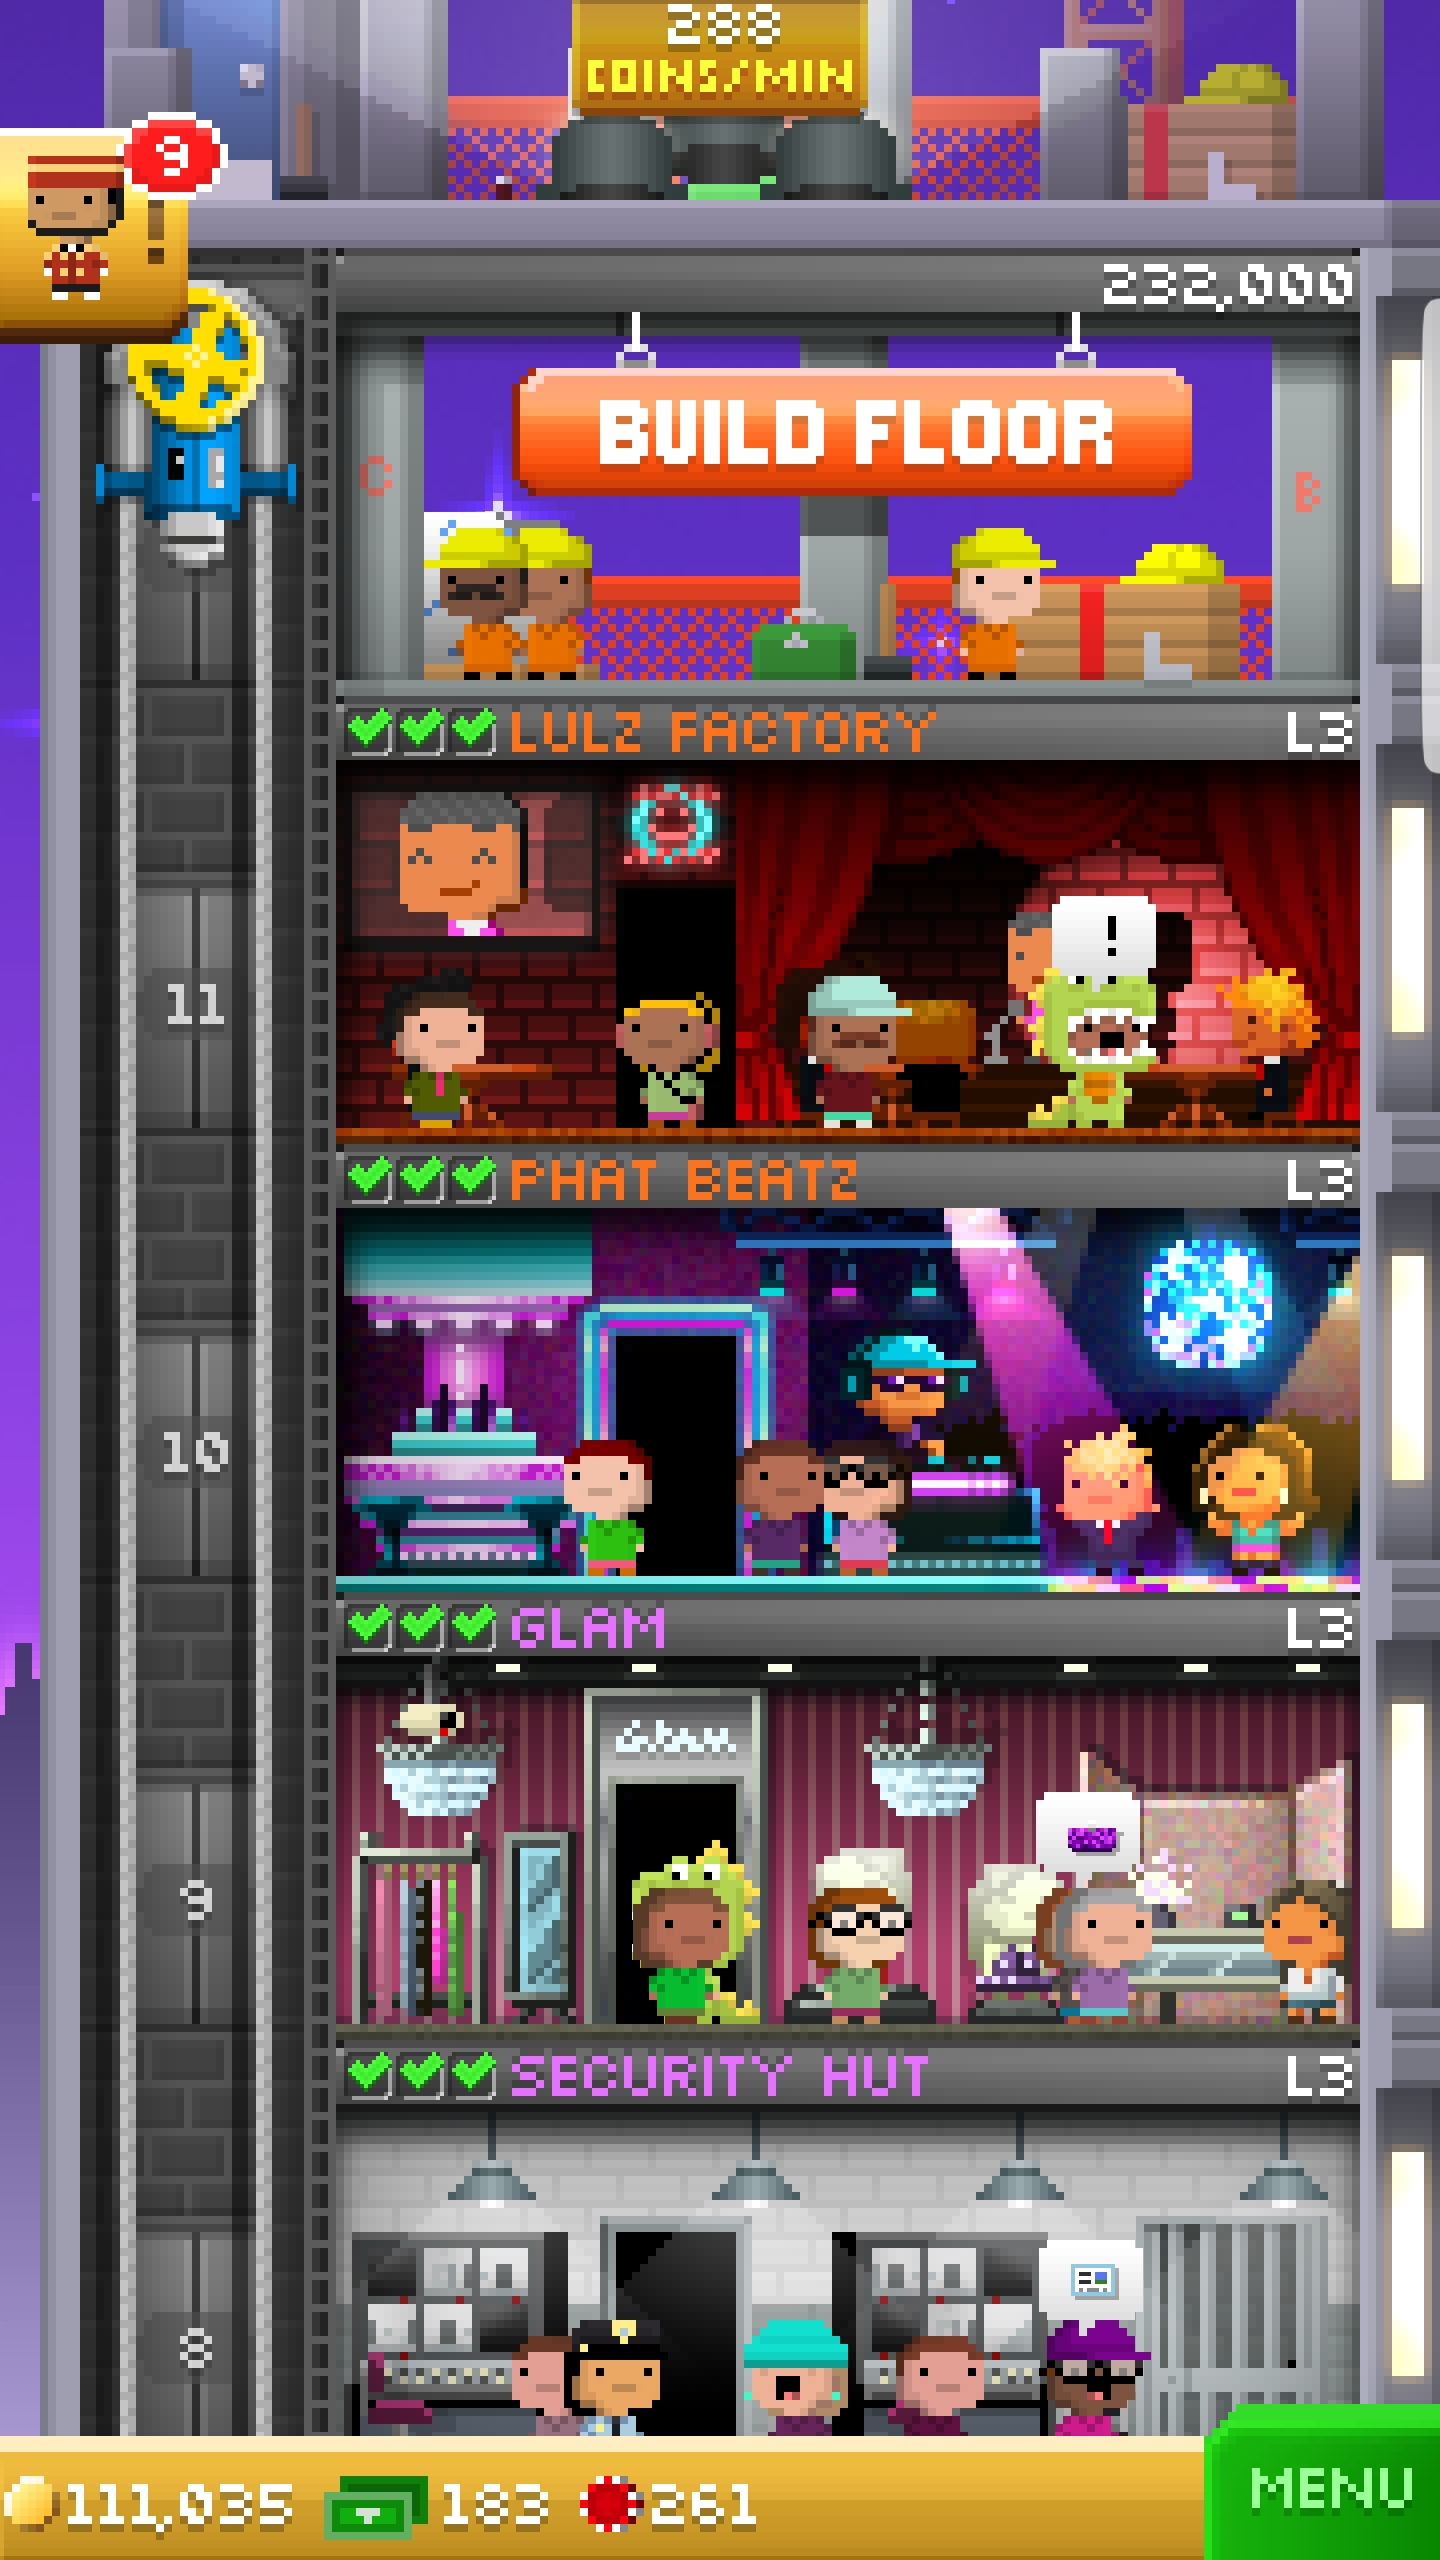 288
COINS/MIN
9
!
232,000
BUILD FLOOR
C
B
LULZ FACTORY L3
!
11
PHAT BEATZ L3
10
GLAM L3
Glam
9
SECURITY HUT L3
8
111,035 183 261
MENU